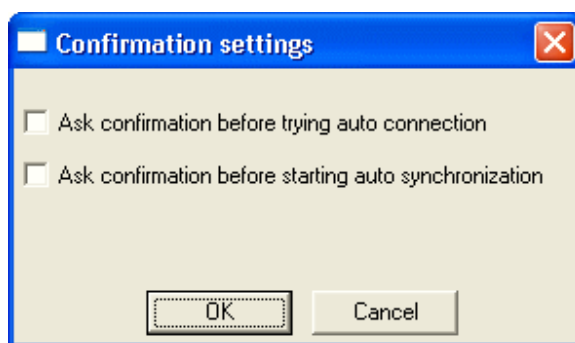 Confirmation settings
Ask confirmation before trying auto connection
Ask confirmation before starting auto synchronization
OK Cancel